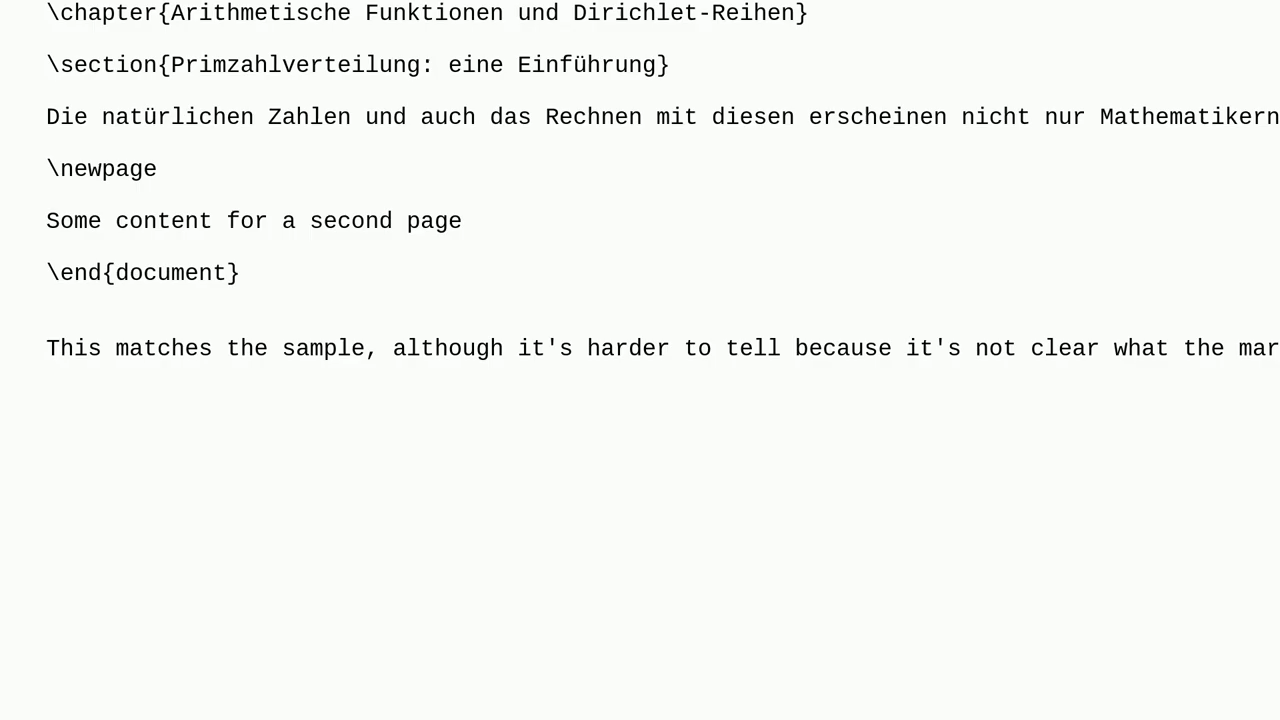 \chapter{Arithmetische Funktionen und Dirichlet-Reihen}
\section{Primzahlverteilung: eine Einführung}
Die natürlichen Zahlen und auch das Rechnen mit diesen erscheinen nicht nur Mathematikern
\newpage
Some content for a second page
\end{document}
This matches the sample, although it's harder to tell because it's not clear what the mar